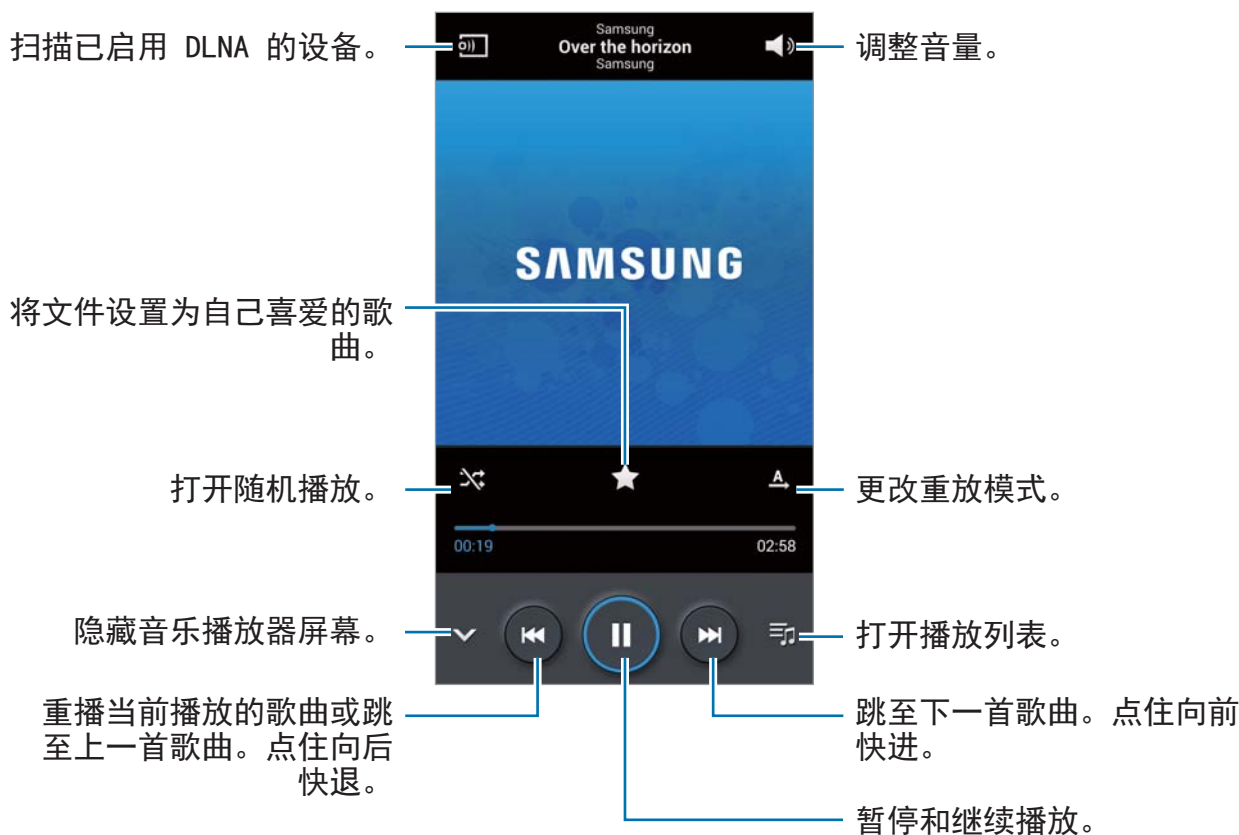 扫描已启用 DLNA 的设备。
Samsung
Over the horizon
Samsung
调整音量。
SAMSUNG
将文件设置为自己喜爱的歌
曲。
打开随机播放。
A
更改重放模式。
00:19
02:58
隐藏音乐播放器屏幕。
打开播放列表。
重播当前播放的歌曲或跳
至上一首歌曲。点住向后
快退。
跳至下一首歌曲。点住向前
快进。
暂停和继续播放。